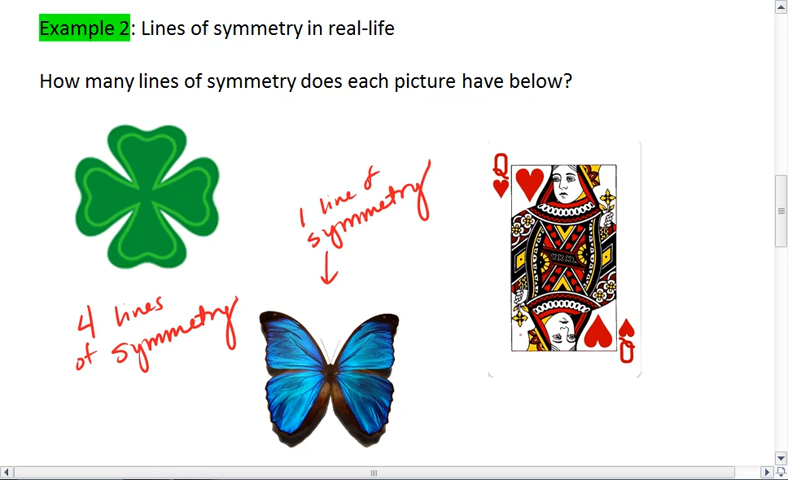 Example 2: Lines of symmetry in real-life
How many lines of symmetry does each picture have below?
1 line of
symmetry
4 lines
of symmetry
Q
Q